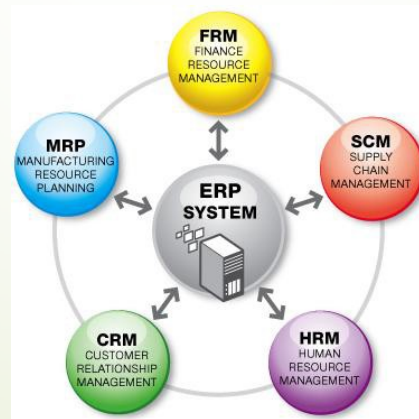 FRM
FINANCE
RESOURCE
MANAGEMENT
MRP
MANUFACTURING
RESOURCE
PLANNING
SCM
SUPPLY
CHAIN
MANAGEMENT
ERP
SYSTEM
CRM
CUSTOMER
RELATIONSHIP
MANAGEMENT
HRM
HUMAN
RESOURCE
MANAGEMENT